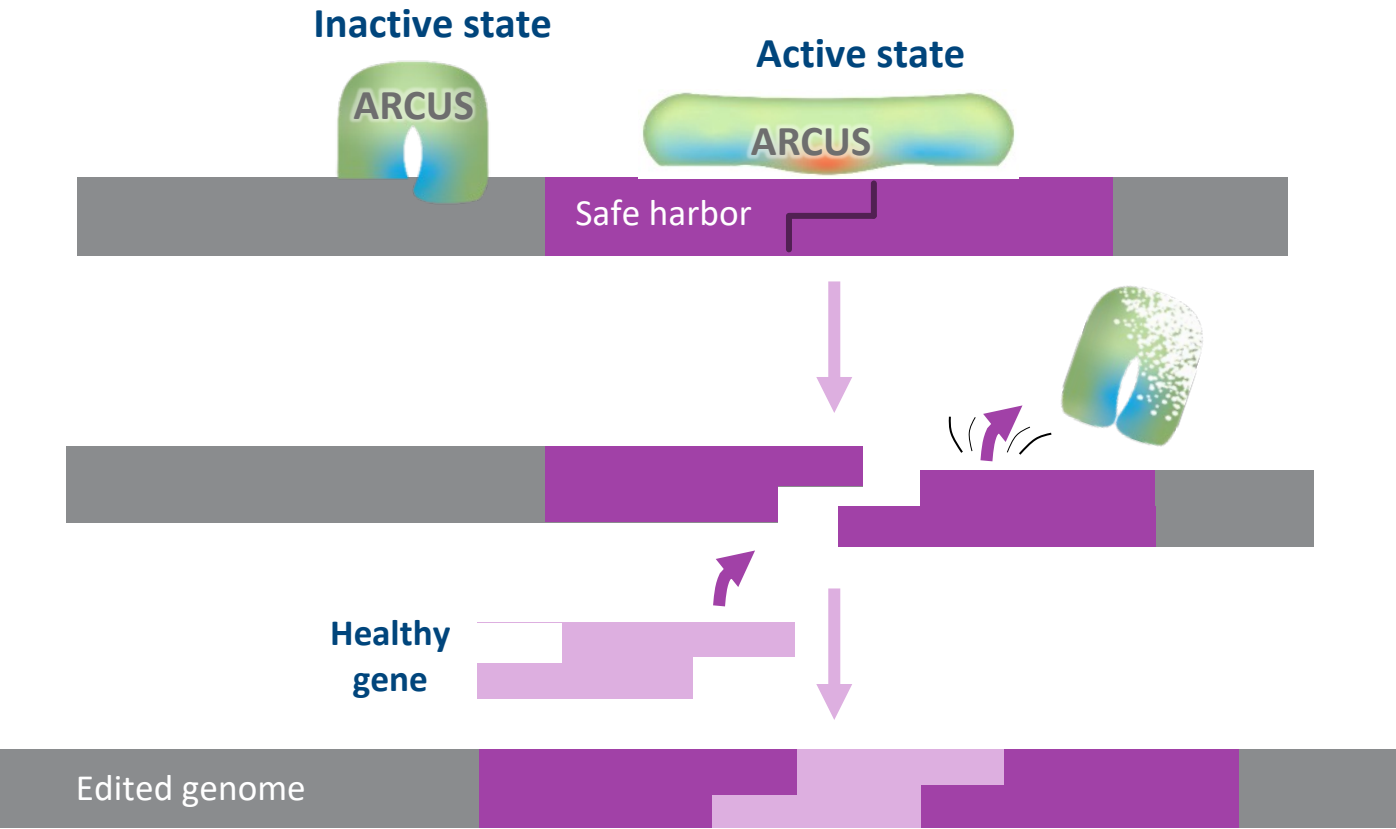 Inactive state
Active state
ARCUS
ARCUS
Safe harbor
Healthy
gene
Edited genome